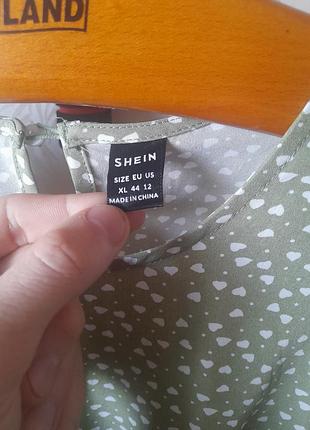 LAND
SHEIN
SIZE EU US
XL 44 12
MADE IN CHINA